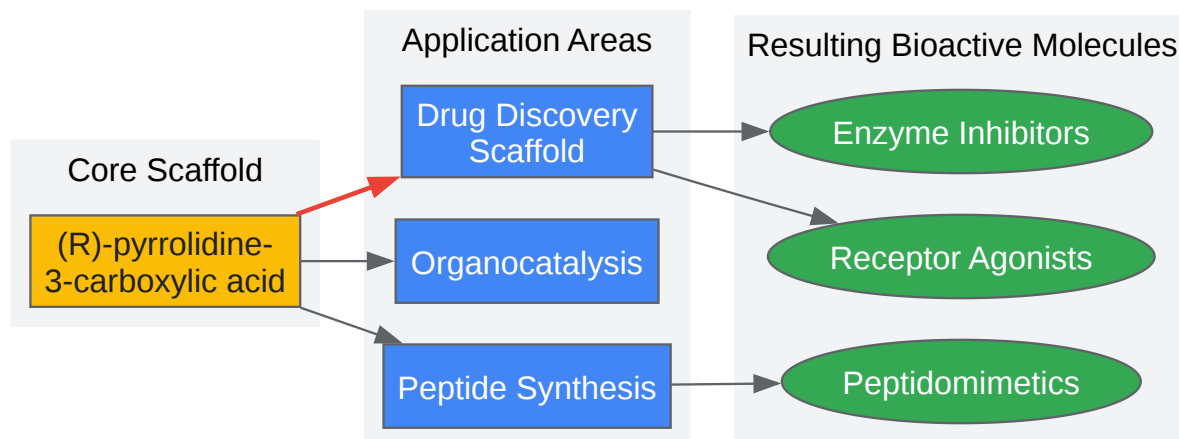 Core Scaffold
(R)-pyrrolidine-
3-carboxylic acid
Application Areas
Drug Discovery
Scaffold
Organocatalysis
Peptide Synthesis
Resulting Bioactive Molecules
Enzyme Inhibitors
Receptor Agonists
Peptidomimetics